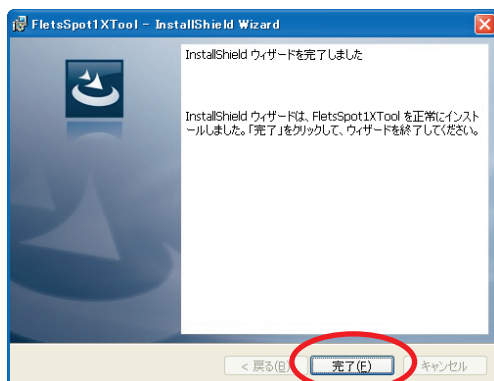 FletsSpot1XTool - InstallShield Wizard
InstallShield ウィザードを完了しました
InstallShield ウィザードは、FletsSpot1XTool を正常にインスト
ールしました。「完了」をクリックして、ウィザードを終了してください。
< 戻る(B) 完了(F) キャンセル